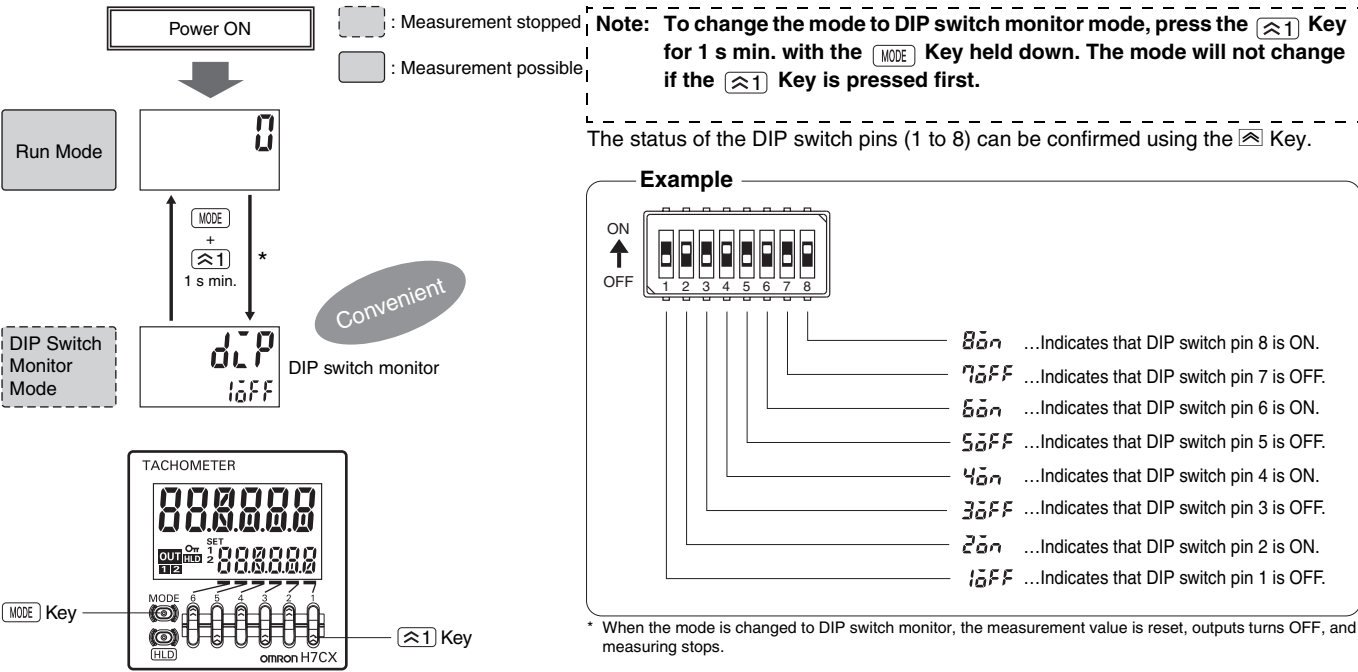 Power ON
: Measurement stopped
: Measurement possible
Run Mode
0
MODE
+
1
1 s min.
*
Convenient
DIP Switch
Monitor
Mode
dip
1oFF
DIP switch monitor
TACHOMETER
888.8.8.8
SET
OUT
HLD
1
2
1 2
888.8.8.8
MODE
6 5 4 3 2 1
HLD
OMRON H7CX
MODE Key
1 Key
Note: To change the mode to DIP switch monitor mode, press the 1 Key
for 1 s min. with the MODE Key held down. The mode will not change
if the 1 Key is pressed first.
The status of the DIP switch pins (1 to 8) can be confirmed using the Key.
Example
ON
OFF
1 2 3 4 5 6 7 8
8on ...Indicates that DIP switch pin 8 is ON.
7oFF ...Indicates that DIP switch pin 7 is OFF.
6on ...Indicates that DIP switch pin 6 is ON.
5oFF ...Indicates that DIP switch pin 5 is OFF.
4on ...Indicates that DIP switch pin 4 is ON.
3oFF ...Indicates that DIP switch pin 3 is OFF.
2on ...Indicates that DIP switch pin 2 is ON.
1oFF ...Indicates that DIP switch pin 1 is OFF.
* When the mode is changed to DIP switch monitor, the measurement value is reset, outputs turns OFF, and
measuring stops.